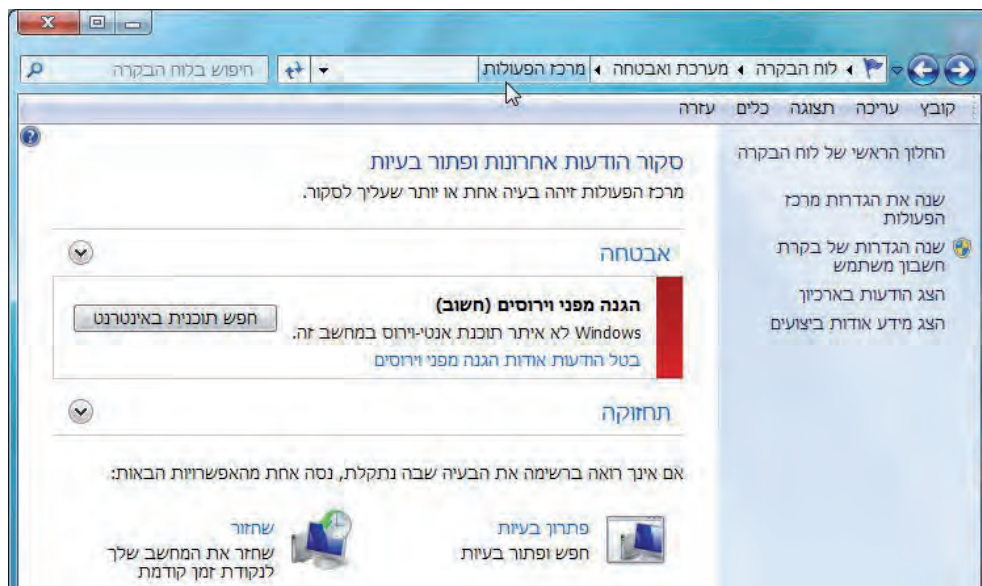 לוח הבקרה
מערכת ואבטחה
מרכז הפעולות
חיפוש בלוח הבקרה
קובץ עריכה תצוגה כלים עזרה
החלון הראשי של לוח הבקרה
שנה את הגדרות מרכז
הפעולות
שנה הגדרות של בקרת
חשבון משתמש
הצג הודעות בארכיון
הצג מידע אודות ביצועים
סקור הודעות אחרונות ופתור בעיות
מרכז הפעולות זיהה בעיה אחת או יותר שעליך לסקור.
אבטחה
הגנה מפני וירוסים (חשוב)
Windows לא איתר תוכנת אנטי-וירוס במחשב זה.
בטל הודעות אודות הגנה מפני וירוסים
חפש תוכנית באינטרנט
תחזוקה
אם אינך רואה ברשימה את הבעיה שבה נתקלת, נסה אחת מהאפשרויות הבאות:
פתרון בעיות
חפש ופתור בעיות
שחזור
שחזר את המחשב שלך
לנקודת זמן קודמת